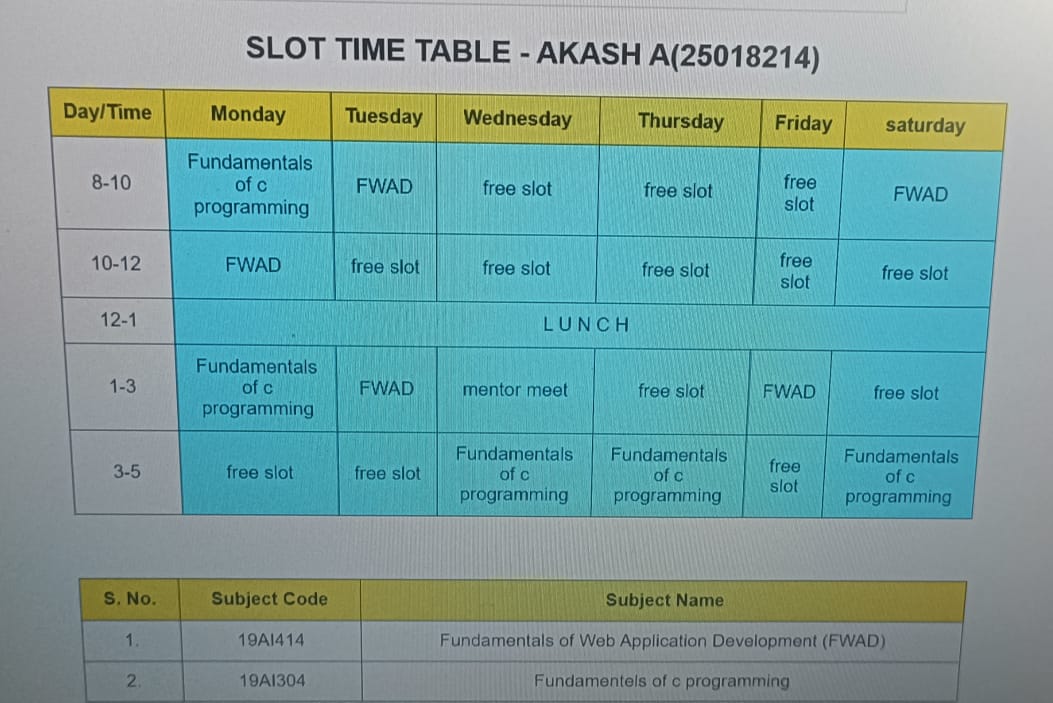 SLOT TIME TABLE - AKASH A(25018214)
Day/Time Monday Tuesday Wednesday Thursday Friday saturday
8-10 Fundamentals of c programming FWAD free slot free slot free slot FWAD
10-12 FWAD free slot free slot free slot free slot free slot
12-1 LUNCH
1-3 Fundamentals of c programming FWAD mentor meet free slot FWAD free slot
3-5 free slot free slot Fundamentals of c programming Fundamentals of c programming free slot Fundamentals of c programming
S. No. Subject Code Subject Name
1. 19AI414 Fundamentals of Web Application Development (FWAD)
2. 19AI304 Fundamentels of c programming